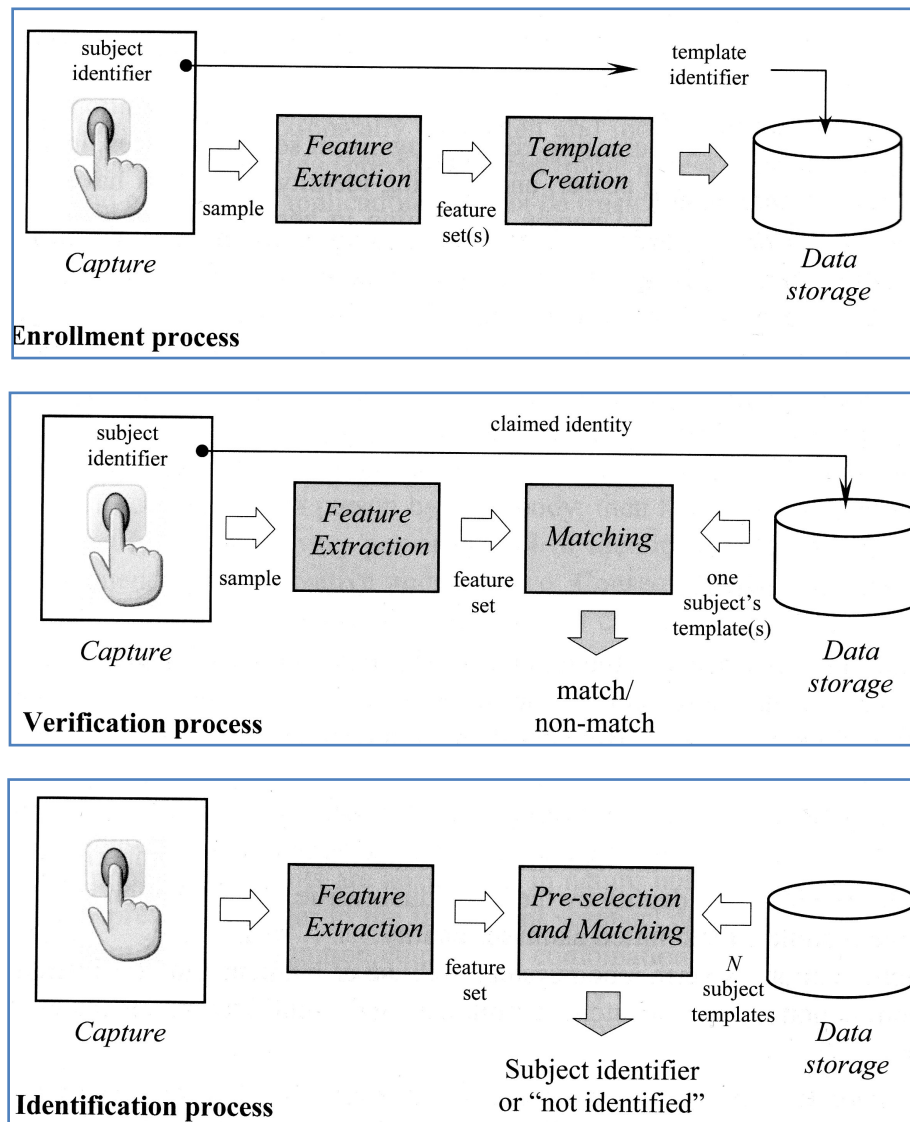 subject
identifier
template
identifier
Feature
Extraction
Template
Creation
sample
feature
set(s)
Capture
Data
storage
Enrollment process
subject
identifier
claimed identity
Feature
Extraction
Matching
sample
feature
set
one
subject's
template(s)
Capture
Data
storage
match/
non-match
Verification process
Feature
Extraction
Pre-selection
and Matching
feature
set
N
subject
templates
Capture
Data
storage
Subject identifier
or “not identified”
Identification process